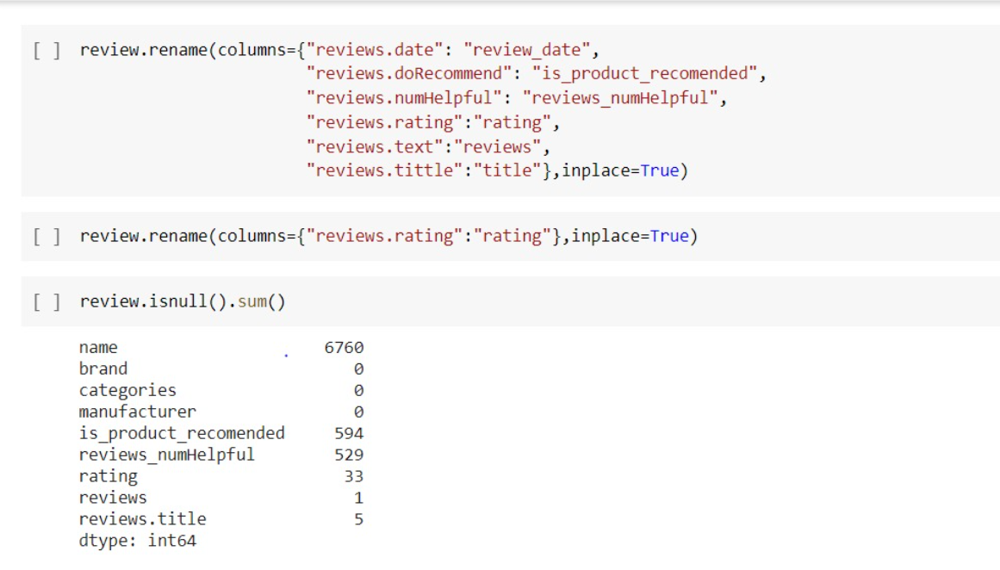 [ ] review.rename(columns={"reviews.date": "review_date",
"reviews.doRecommend": "is_product_recomended",
"reviews.numHelpful": "reviews_numHelpful",
"reviews.rating":"rating",
"reviews.text":"reviews",
"reviews.tittle":"title"},inplace=True)
[ ] review.rename(columns={"reviews.rating":"rating"},inplace=True)
[ ] review.isnull().sum()
name 6760
brand 0
categories 0
manufacturer 0
is_product_recomended 594
reviews_numHelpful 529
rating 33
reviews 1
reviews.title 5
dtype: int64